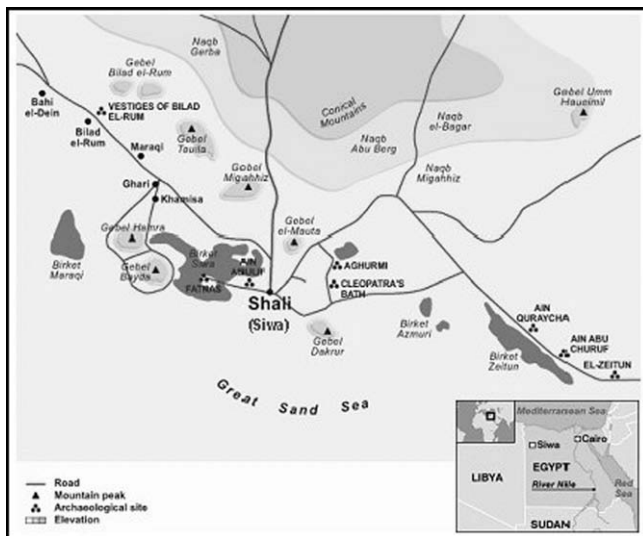 Naqb
Gerba
Gebel
Bilad el-Rum
Bahi
el-Dein
VESTIGES OF BILAD
EL-RUM
Bilad
el-Rum
Maraqi
Gebel
Touila
Conical
Mountains
Naqb
Abu Berg
Naqb
el-Bagar
Gebel Umm
Haueimil
Naqb
Migahhiz
Gebel
Migahhiz
Ghari
Khamisa
Gebel Hamra
Gebel
el-Mauta
Birket
Maraqi
Gebel
Bayda
Birket
Siwa
FATNAS
AIN
Shali
(Siwa)
AGHURMI
CLEOPATRA'S
BATH
Gebel
Dakrur
Birket
Azmuri
AIN
QURAYCHA
Birket
Zeitun
AIN ABU
CHURUF
EL-ZEITUN
Great Sand Sea
Road
Mountain peak
Archaeological site
Elevation
Mediterranean Sea
Siwa
Cairo
LIBYA
EGYPT
River Nile
Red
Sea
SUDAN